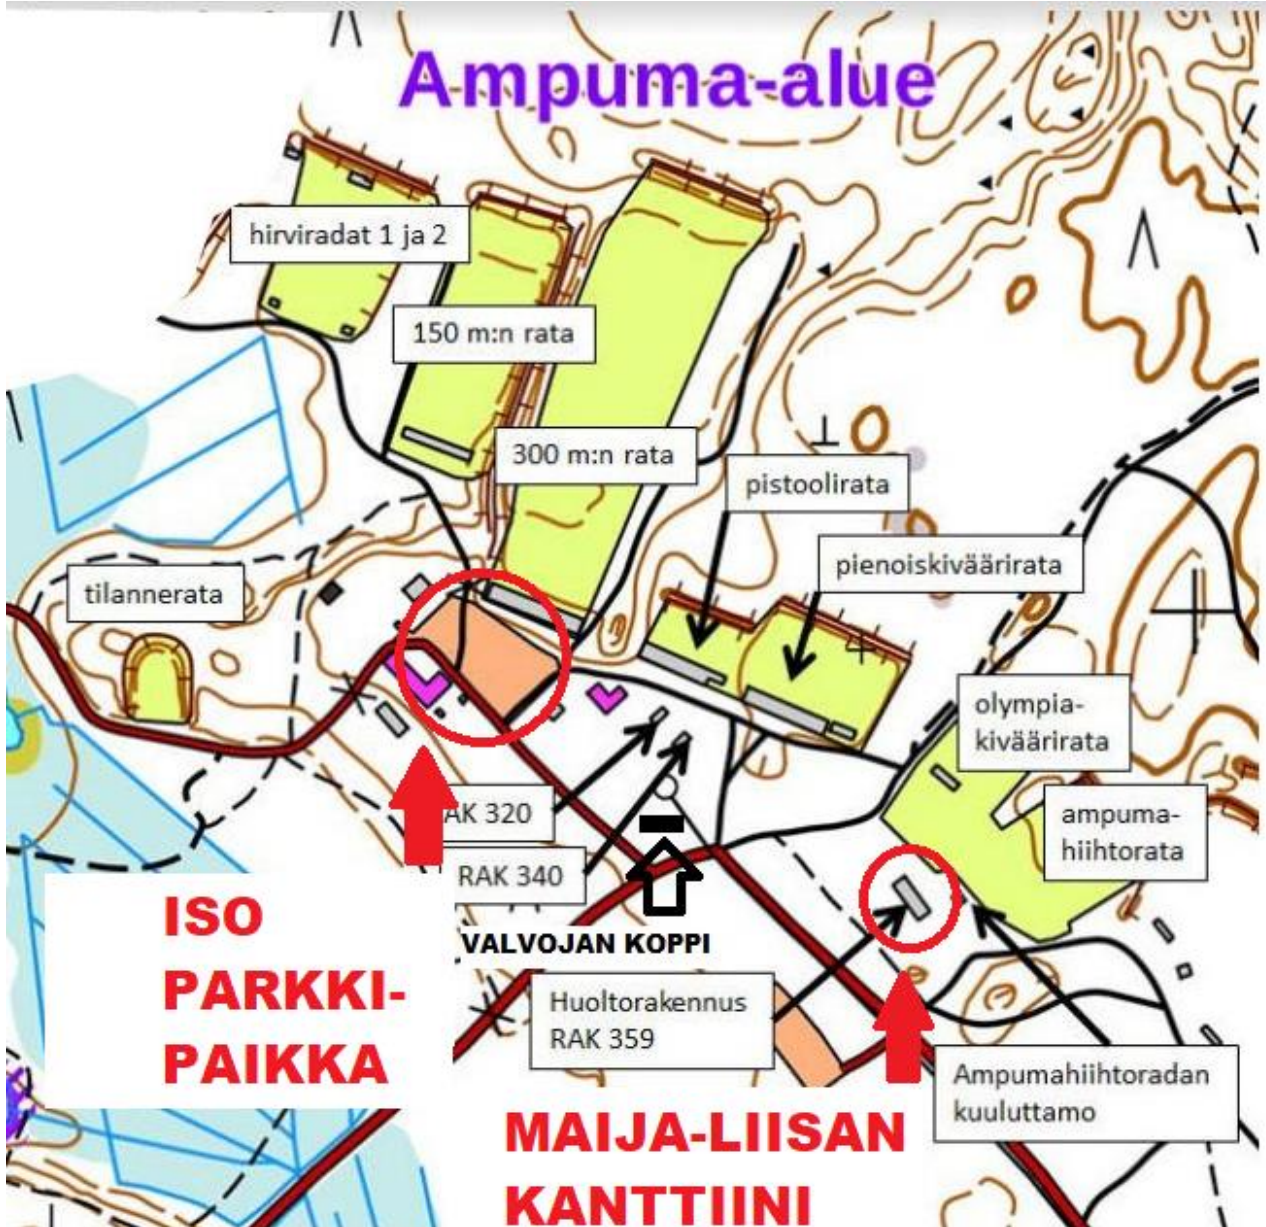 Ampuma-alue
hirviradat 1 ja 2
150 m:n rata
300 m:n rata
pistoolirata
pienoiskiväärirata
tilannerata
olympia-
kiväärirata
ampuma-
hiihtorata
AK 320
RAK 340
VALVOJAN KOPPI
ISO
PARKKI-
PAIKKA
Huoltorakennus
RAK 359
Ampumahiihtoradan
kuuluttamo
MAIJA-LIISAN
KANTTIINI